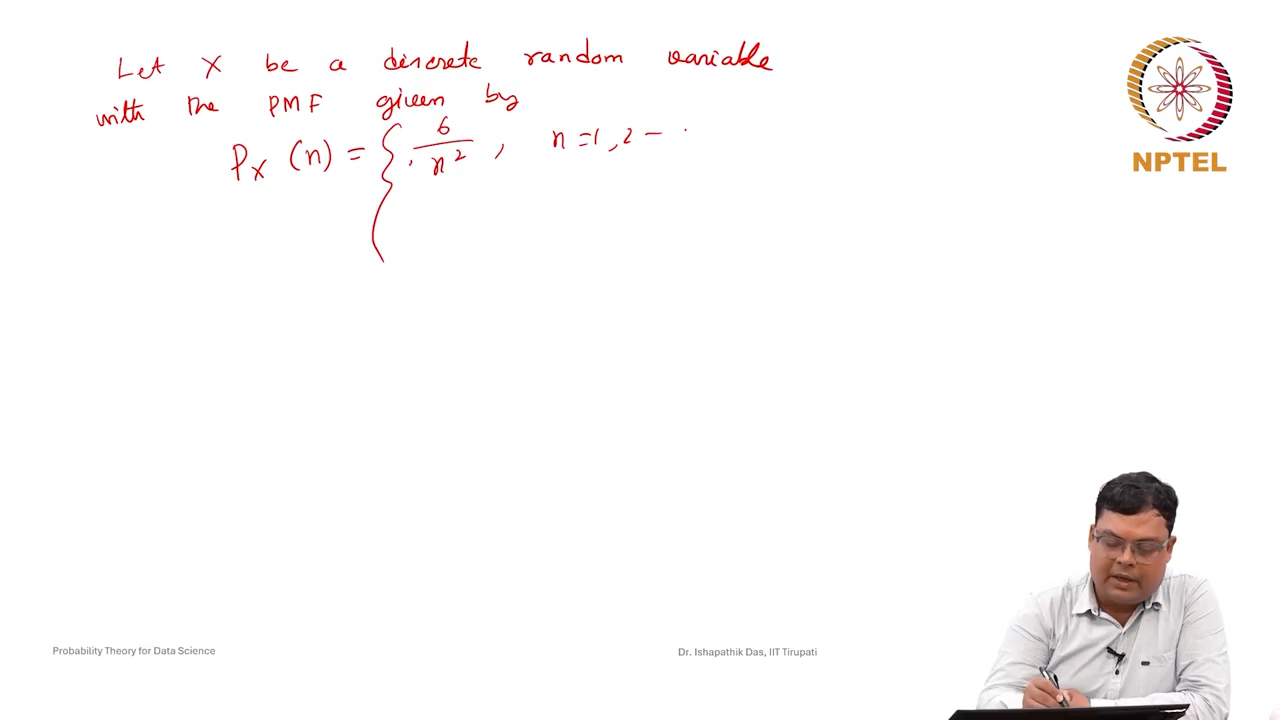 Let X be a discrete random variable
with the PMF given by
P_X (n) = { 6/n², n = 1, 2 - ·
NPTEL
Probability Theory for Data Science
Dr. Ishapathik Das, IIT Tirupati